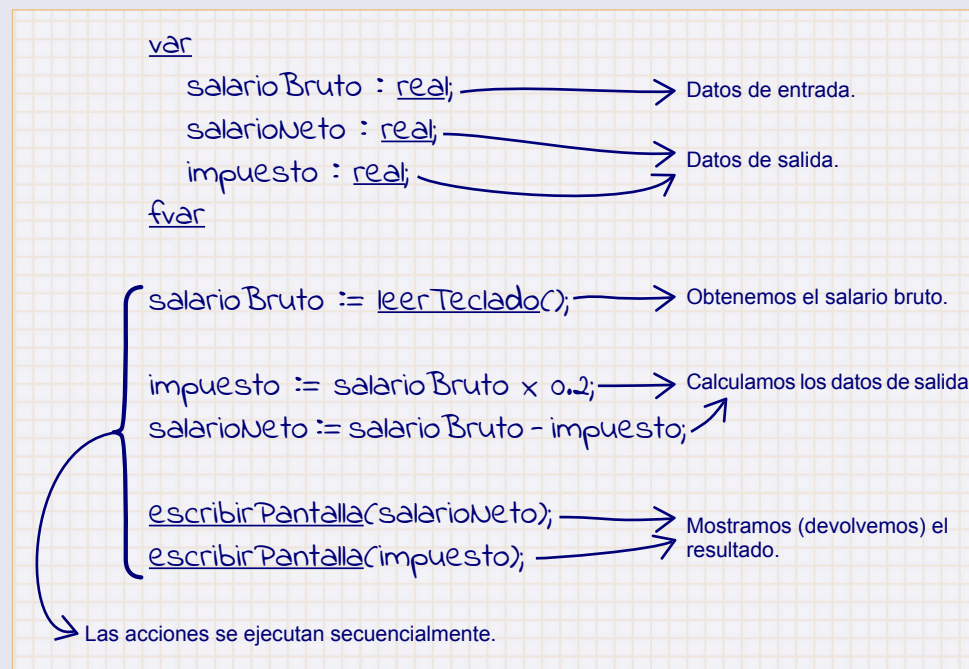 var
salarioBruto : real; Datos de entrada.
salarioNeto : real;
Datos de salida.
impuesto : real;
fvar
salarioBruto := leerTeclado(); Obtenemos el salario bruto.
impuesto := salarioBruto × 0.2; Calculamos los datos de salida
salarioNeto := salarioBruto - impuesto;
escribirPantalla(salarioNeto);
Mostramos (devolvemos) el
resultado.
escribirPantalla(impuesto);
Las acciones se ejecutan secuencialmente.